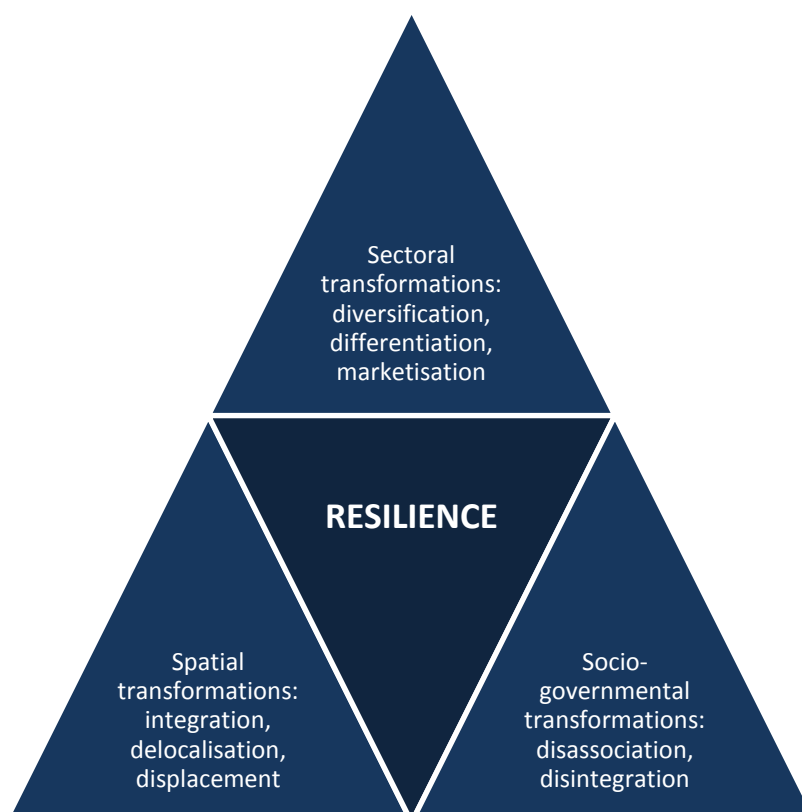 Sectoral
transformations:
diversification,
differentiation,
marketisation
RESILIENCE
Spatial
transformations:
integration,
delocalisation,
displacement
Socio-
governmental
transformations:
disassociation,
disintegration